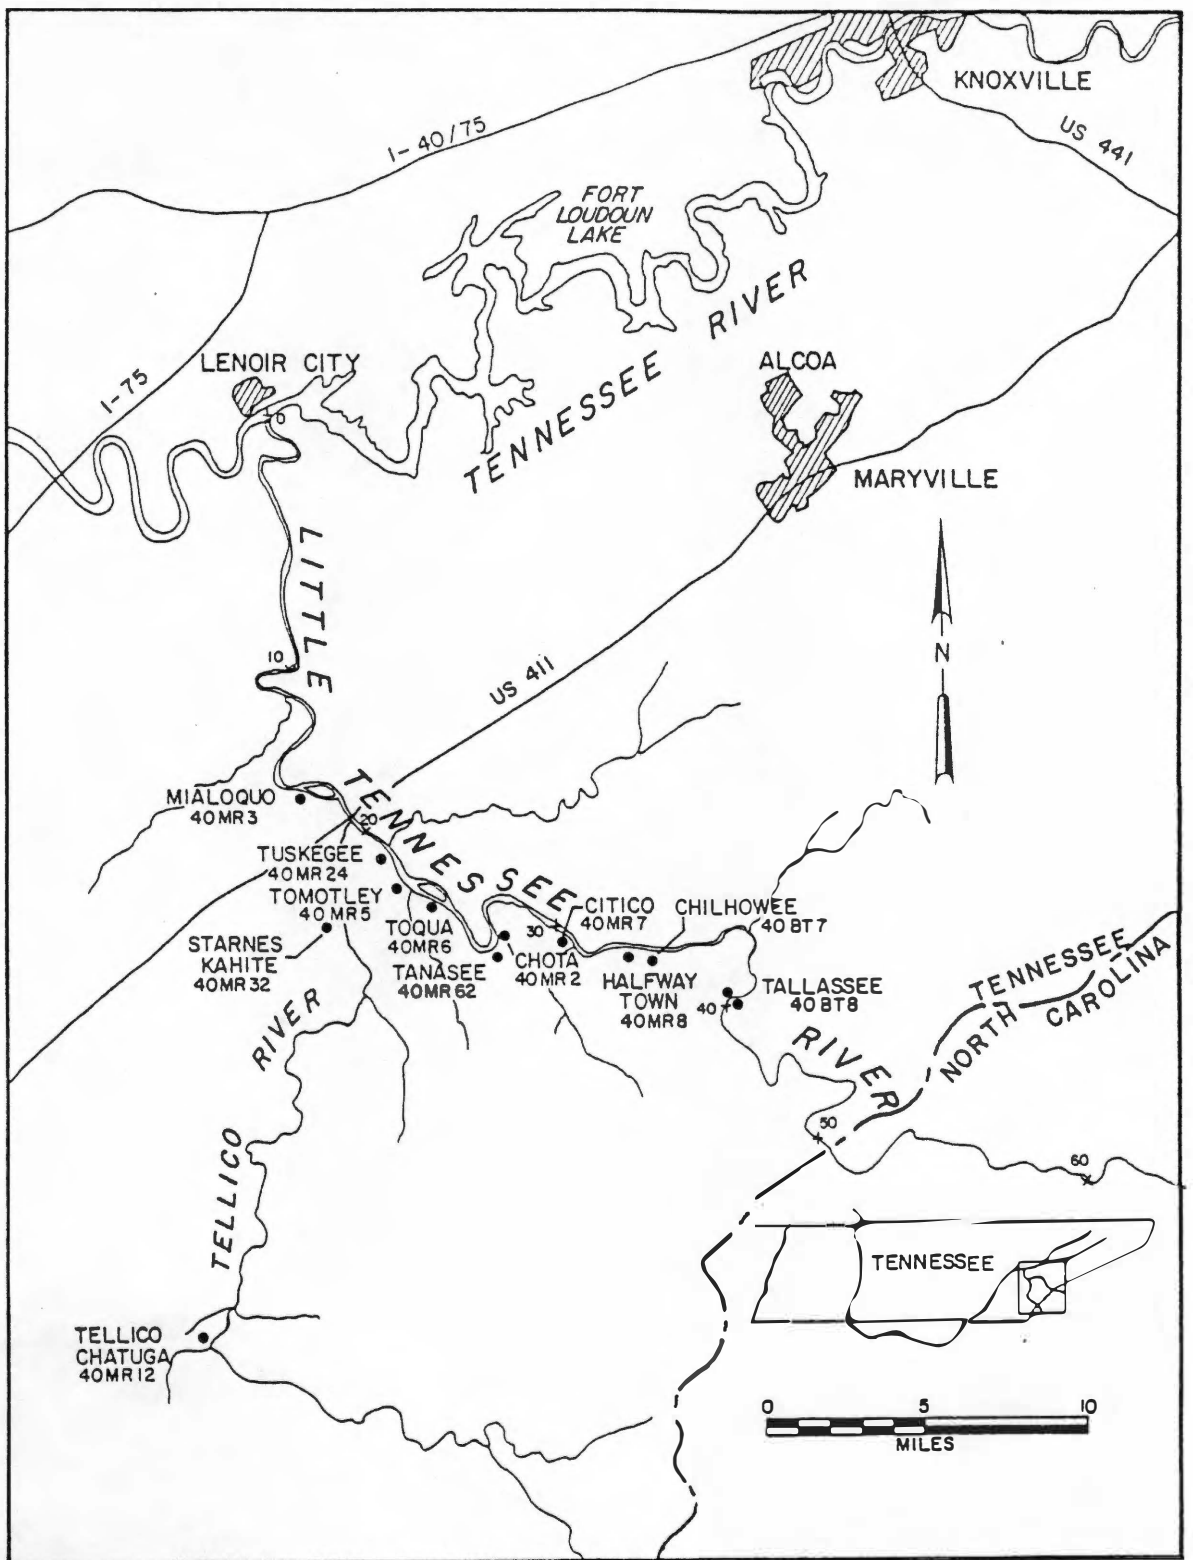 KNOXVILLE
I-40/75
US 441
FORT
LOUDOUN
LAKE
TENNESSEE RIVER
LENOIR CITY
I-75
0
ALCOA
MARYVILLE
LITTLE
10
US 411
N
MIALOQUO
40MR3
TENNESSEE
20
TUSKEGEE
40MR24
TOMOTLEY
40MR5
STARNES
KAHITE
40MR32
TOQUA
40MR6
TANASEE
40MR62
CHOTA
40MR2
30
CITICO
40MR7
CHILHOWEE
40BT7
HALFWAY
TOWN
40MR8
40
TALLASSEE
40BT8
RIVER
TENNESSEE
NORTH CAROLINA
50
60
TELLICO RIVER
TELLICO
CHATUGA
40MR12
TENNESSEE
0 5 10
MILES